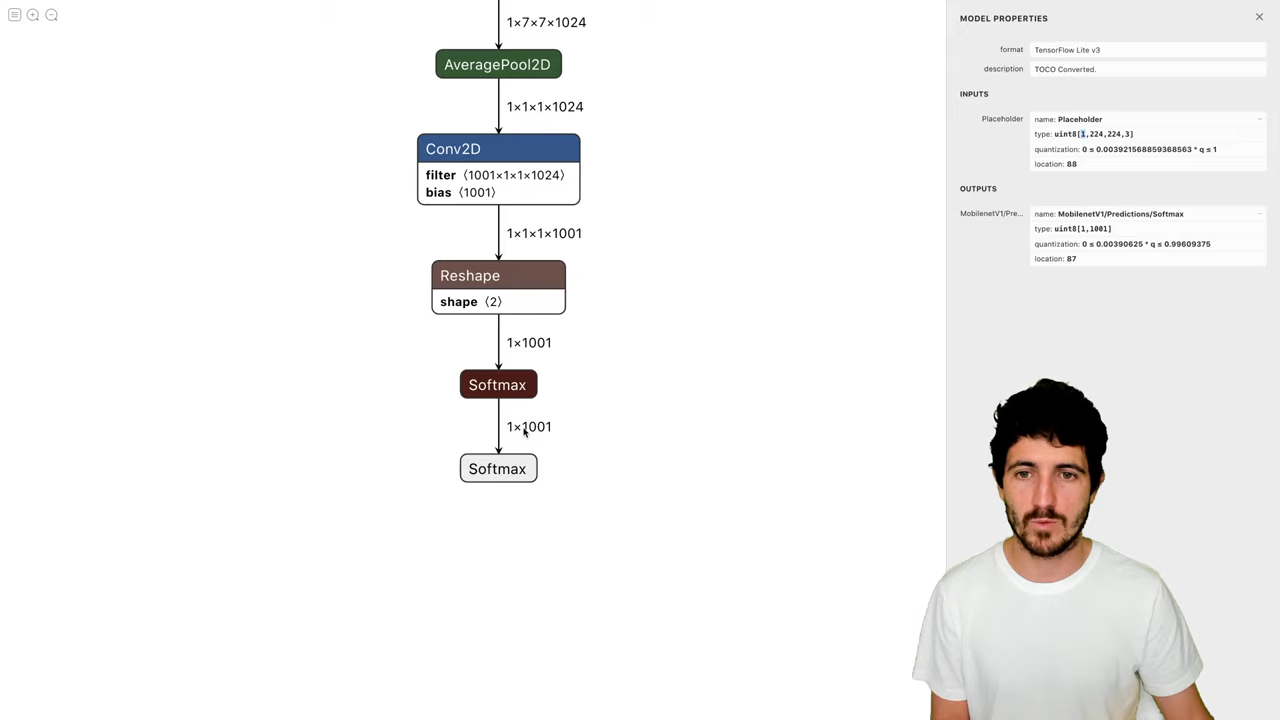 1×7×7×1024
AveragePool2D
1×1×1×1024
Conv2D
filter 〈1001×1×1×1024〉
bias 〈1001〉
1×1×1×1001
Reshape
shape 〈2〉
1×1001
Softmax
1×1001
Softmax
MODEL PROPERTIES
format TensorFlow Lite v3
description TOCO Converted.
INPUTS
Placeholder name: Placeholder
type: uint8[1,224,224,3]
quantization: 0 ≤ 0.003921568859368563 * q ≤ 1
location: 88
OUTPUTS
MobilenetV1/Pre... name: MobilenetV1/Predictions/Softmax
type: uint8[1,1001]
quantization: 0 ≤ 0.00390625 * q ≤ 0.99609375
location: 87